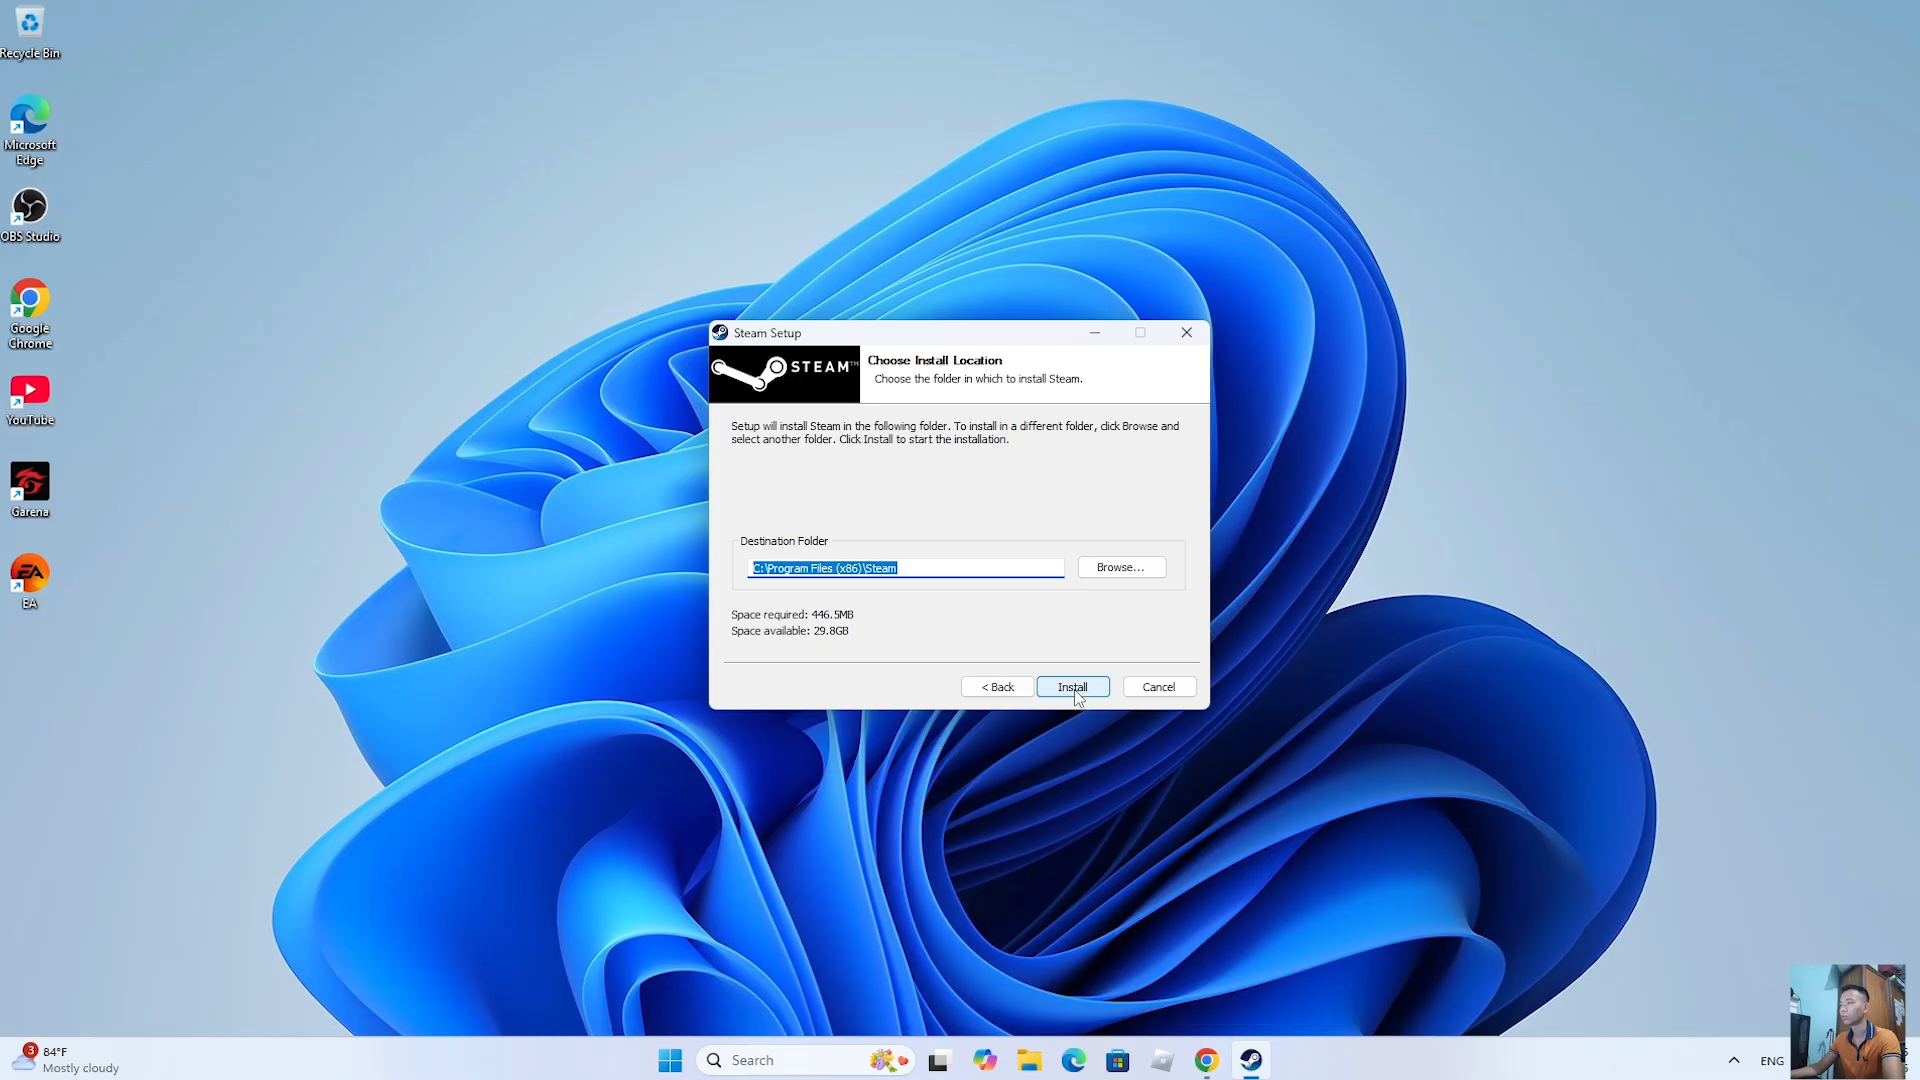 Recycle Bin
Microsoft
Edge
OBS Studio
Google
Chrome
YouTube
Garena
EA
EA
Steam Setup
STEAM™
Choose Install Location
Choose the folder in which to install Steam.
Setup will install Steam in the following folder. To install in a different folder, click Browse and
select another folder. Click Install to start the installation.
Destination Folder
C:\Program Files (x86)\Steam
Browse...
Space required: 446.5MB
Space available: 29.8GB
< Back
Install
Cancel
3
84°F
Mostly cloudy
Search
ENG